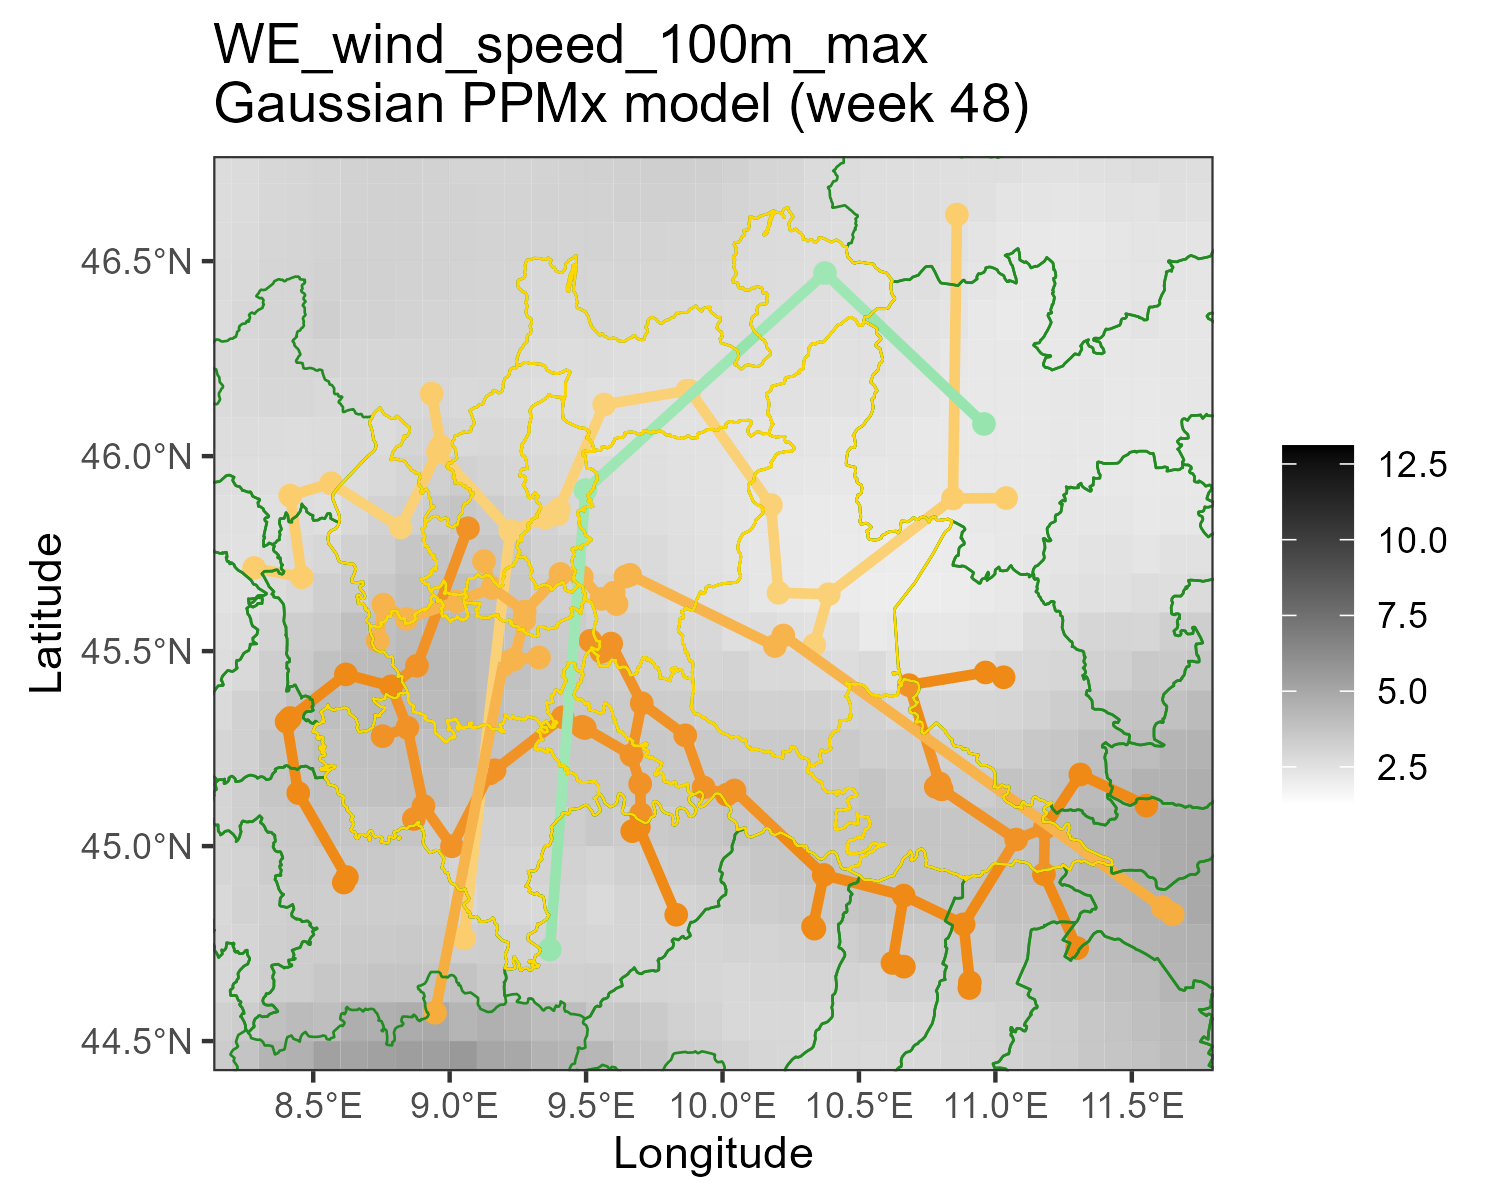 WE_wind_speed_100m_max
Gaussian PPMx model (week 48)
46.5°N
46.0°N
45.5°N
45.0°N
44.5°N
Latitude
8.5°E 9.0°E 9.5°E 10.0°E 10.5°E 11.0°E 11.5°E
Longitude
12.5
10.0
7.5
5.0
2.5